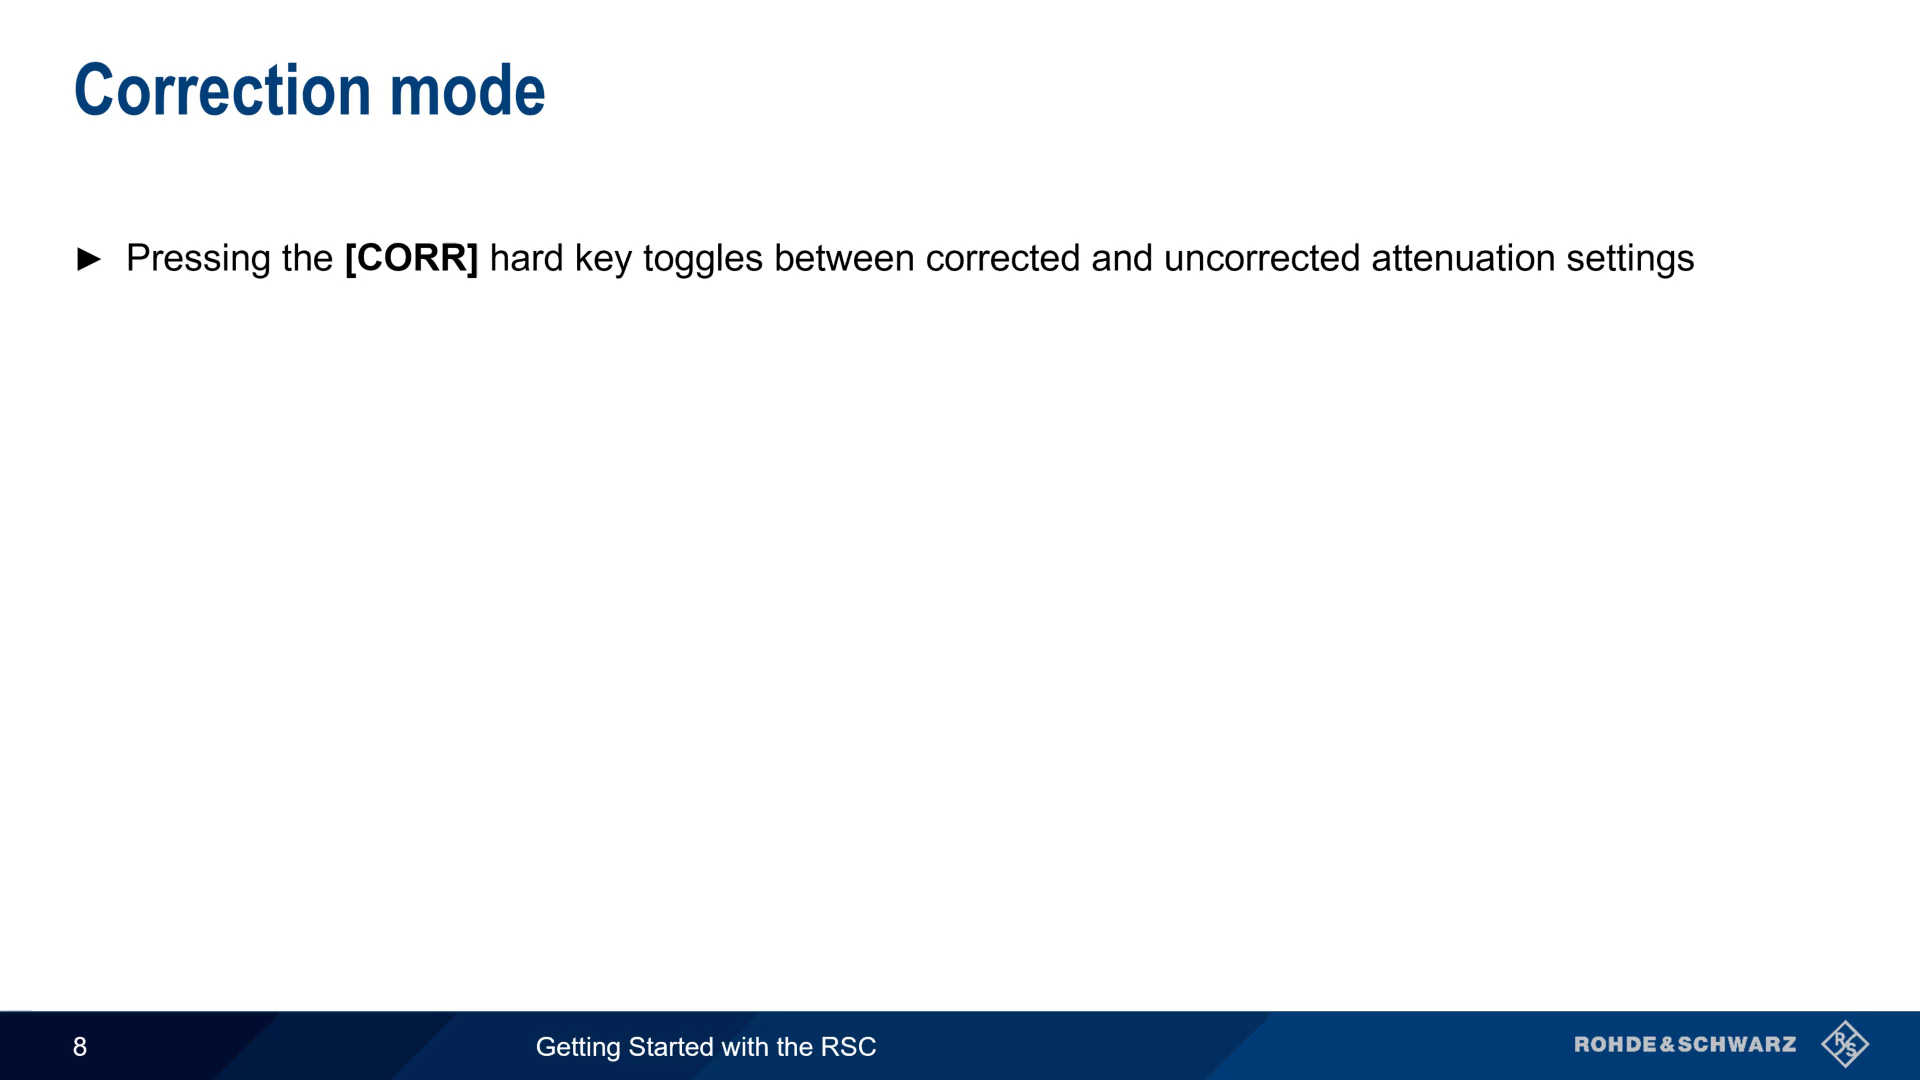 Correction mode
► Pressing the [CORR] hard key toggles between corrected and uncorrected attenuation settings
8
Getting Started with the RSC
ROHDE&SCHWARZ
R S